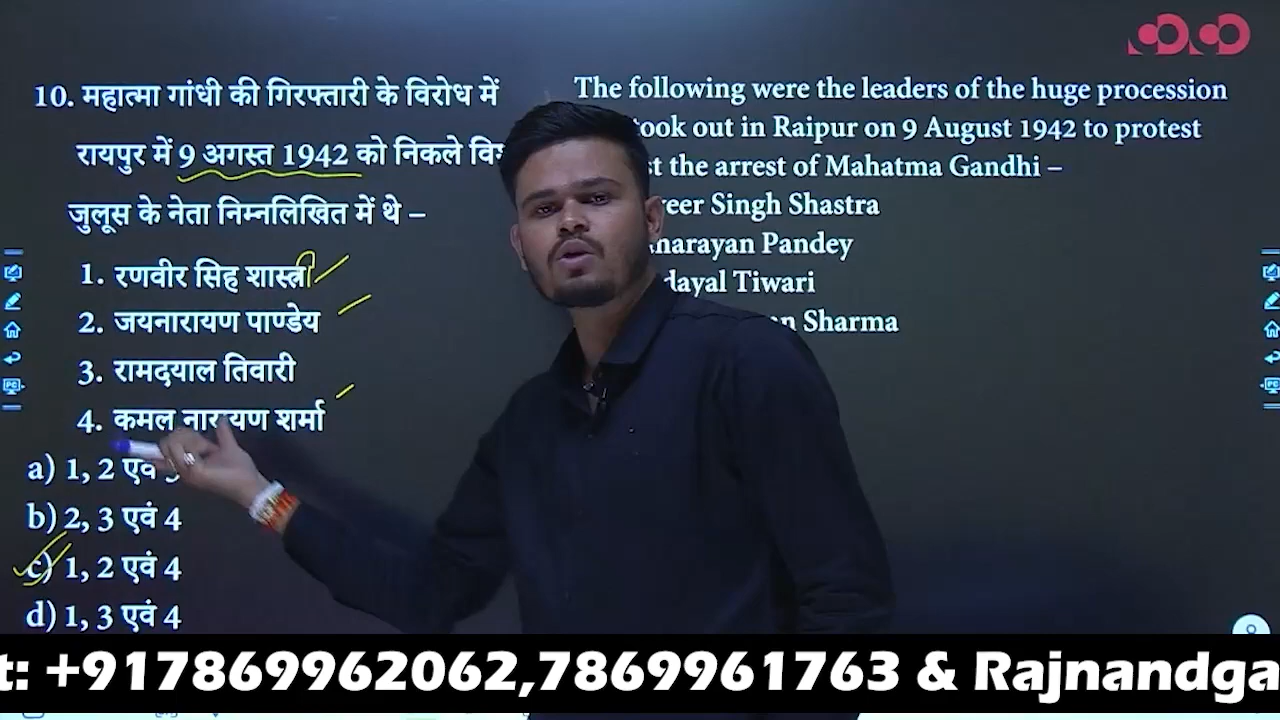 10. महात्मा गांधी की गिरफ्तारी के विरोध में
रायपुर में 9 अगस्त 1942 को निकले
जुलूस के नेता निम्नलिखित में थे –
1. रणवीर सिंह शास्त्री
2. जयनारायण पाण्डेय
3. रामदयाल तिवारी
4. कमल नारायण शर्मा
a) 1, 2 एवं 3
b) 2, 3 एवं 4
c) 1, 2 एवं 4
d) 1, 3 एवं 4
The following were the leaders of the huge procession
took out in Raipur on 9 August 1942 to protest
the arrest of Mahatma Gandhi –
Singh Shastra
Pandey
Tiwari
Sharma
+917869962062,7869961763 & Rajnandga